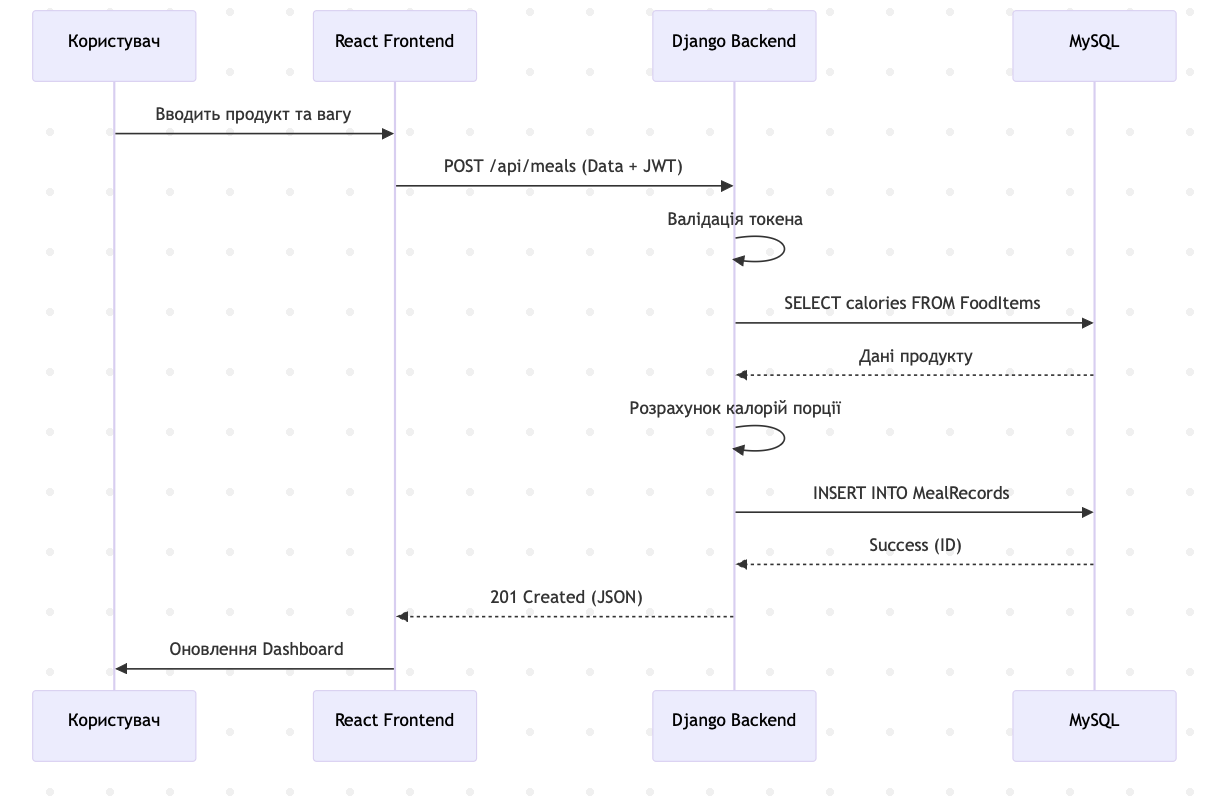 Користувач
React Frontend
Django Backend
MySQL
Вводить продукт та вагу
POST /api/meals (Data + JWT)
Валідація токена
SELECT calories FROM FoodItems
Дані продукту
Розрахунок калорій порції
INSERT INTO MealRecords
Success (ID)
201 Created (JSON)
Оновлення Dashboard
Користувач
React Frontend
Django Backend
MySQL